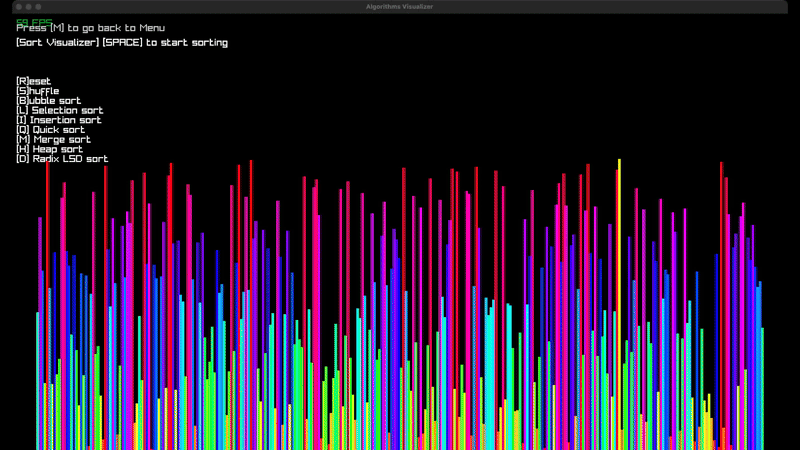 Algorithms Visualizer
59 FPS
Press [M] to go back to Menu
[Sort Visualizer] [SPACE] to start sorting
[R]eset
[S]huffle
[B]ubble sort
[L] Selection sort
[I] Insertion sort
[Q] Quick sort
[M] Merge sort
[H] Heap sort
[D] Radix LSD sort